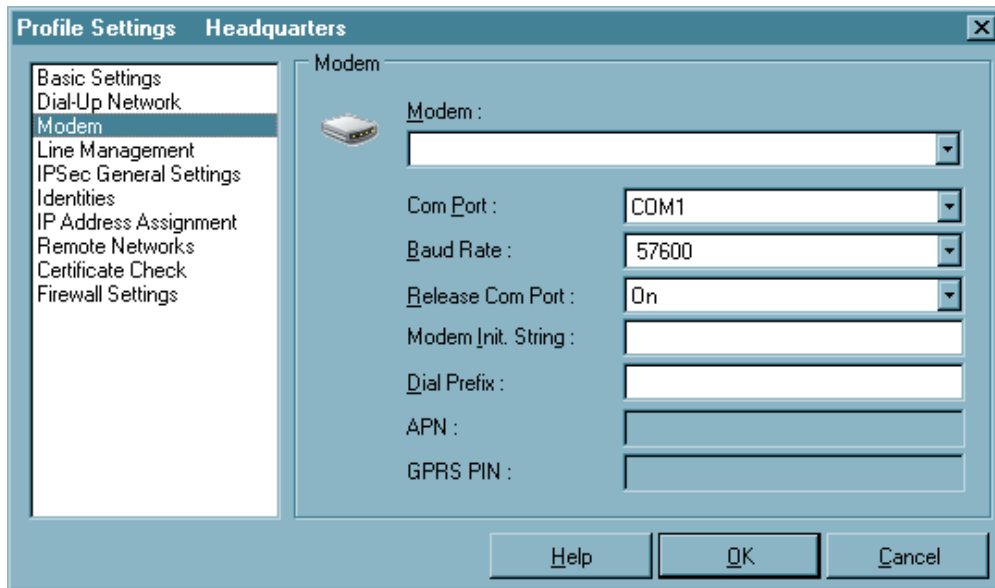 Profile Settings Headquarters
Basic Settings
Dial-Up Network
Modem
Line Management
IPSec General Settings
Identities
IP Address Assignment
Remote Networks
Certificate Check
Firewall Settings
Modem
Modem :
Com Port : COM1
Baud Rate : 57600
Release Com Port : On
Modem Init. String :
Dial Prefix :
APN :
GPRS PIN :
Help OK Cancel